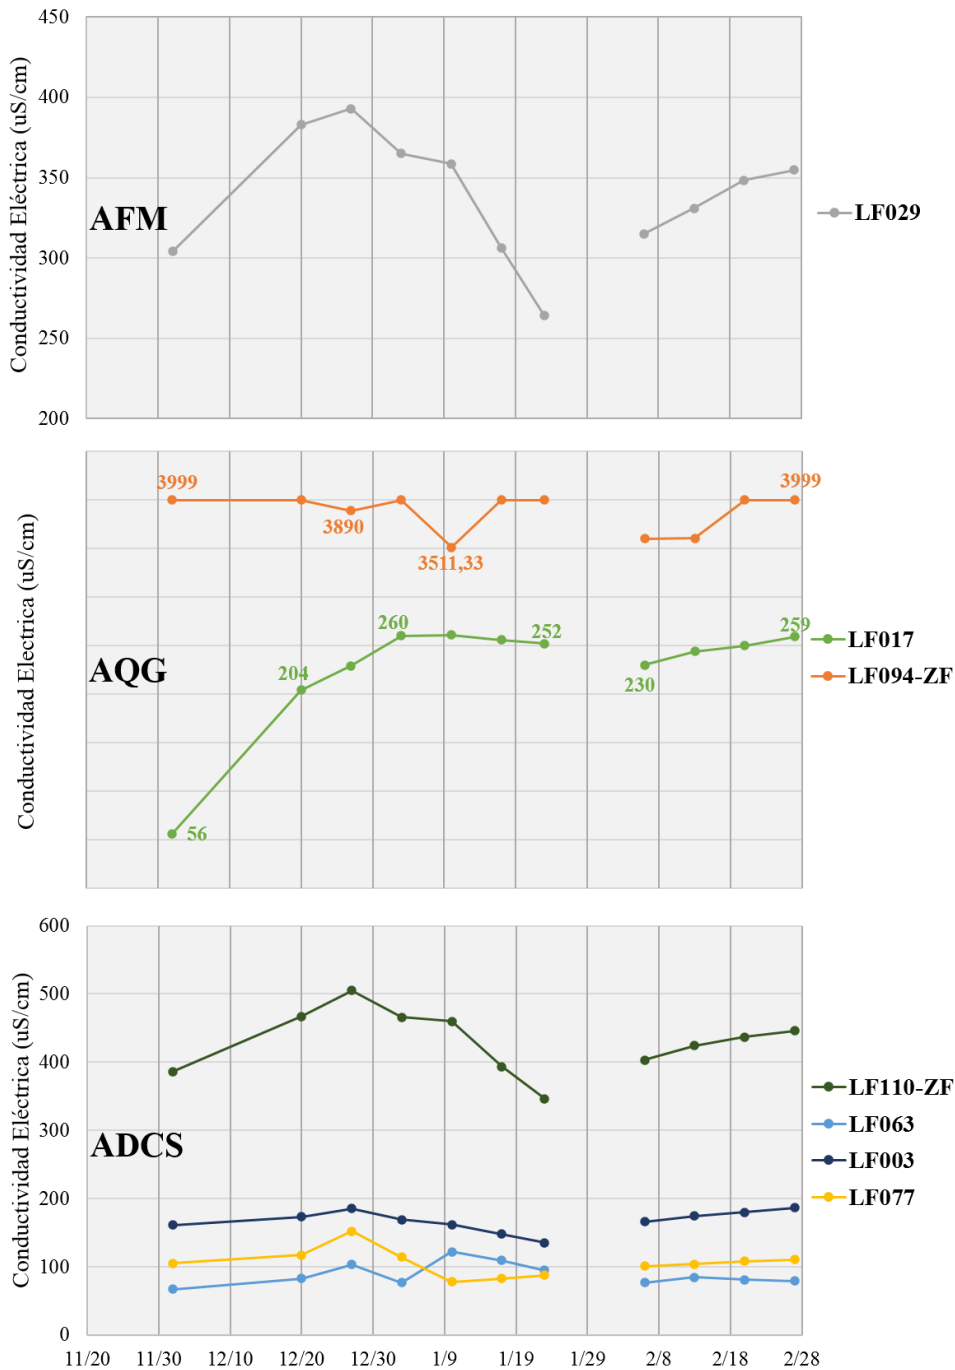 450
400
350
300
250
200
Conductividad Eléctrica (uS/cm)
AFM
LF029
3999
3890
3511,33
3999
260
252
259
204
230
56
Conductividad Electrica (uS/cm)
AQG
LF017
LF094-ZF
600
500
400
300
200
100
0
Conductividad Eléctrica (uS/cm)
ADCS
LF110-ZF
LF063
LF003
LF077
11/20 11/30 12/10 12/20 12/30 1/9 1/19 1/29 2/8 2/18 2/28